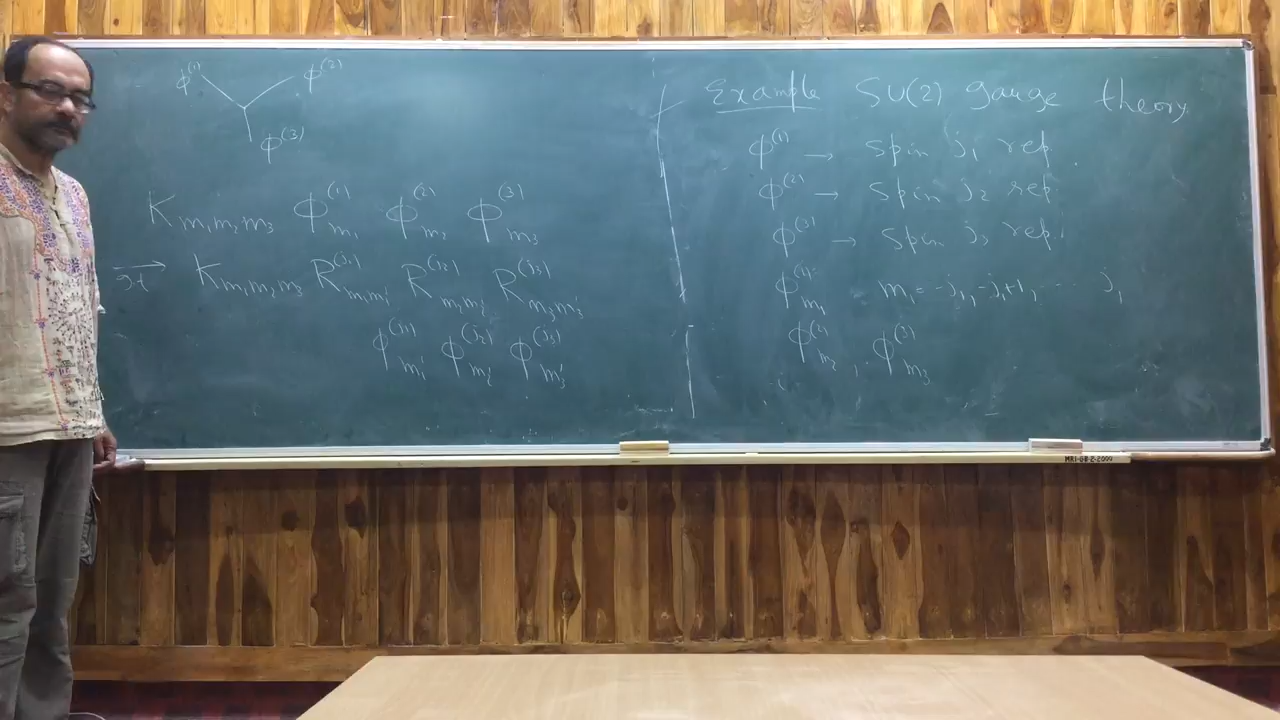 ϕ⁽¹⁾ ϕ⁽²⁾
ϕ⁽³⁾
K_{m₁m₂m₃} ϕ^{(1)}_{m₁} ϕ^{(2)}_{m₂} ϕ^{(3)}_{m₃}
→ K_{m₁m₂m₃} R^{(j₁)}_{m₁m₁'} R^{(j₂)}_{m₂m₂'} R^{(j₃)}_{m₃m₃'}
ϕ^{(j₁)}_{m₁'} ϕ^{(j₂)}_{m₂'} ϕ^{(j₃)}_{m₃'}
Example SU(2) gauge theory
ϕ⁽¹⁾ → spin j₁ rep.
ϕ⁽²⁾ → spin j₂ rep
ϕ⁽³⁾ → spin j₃ rep.
ϕ^{(1)}_{m₁} m₁=-j₁, -j₁+1, ... j₁
ϕ^{(2)}_{m₂}, ϕ^{(3)}_{m₃}
MRI-GB-2-2000